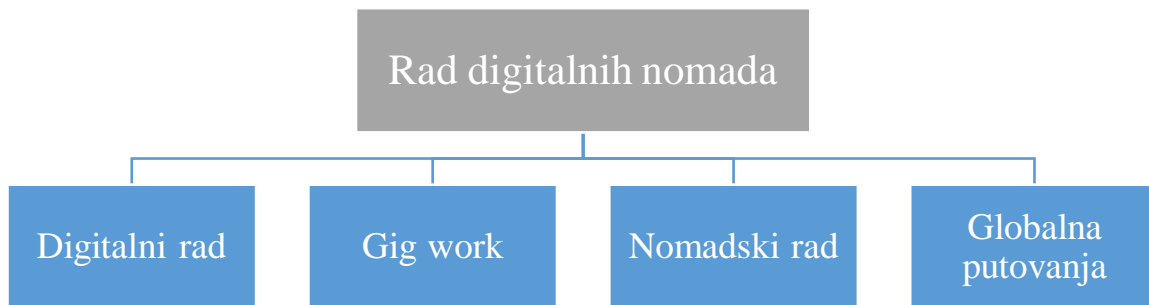 Rad digitalnih nomada
Digitalni rad
Gig work
Nomadski rad
Globalna
putovanja